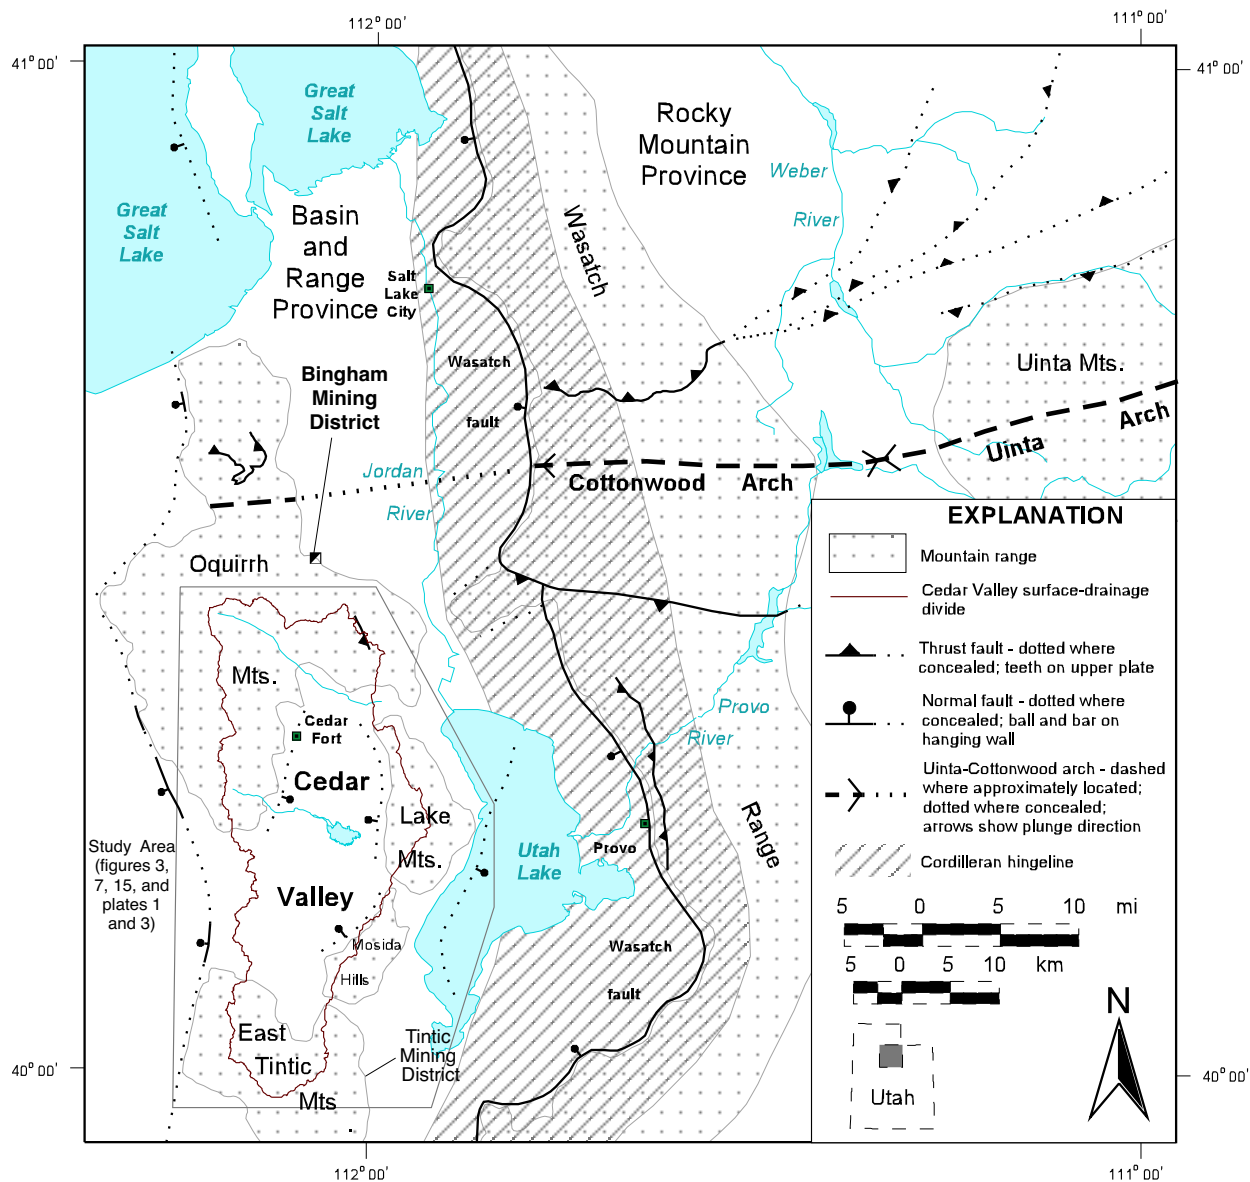 112° 00'
111° 00'
41° 00'
41° 00'
Great
Salt
Lake
Rocky
Mountain
Province
Weber
River
Great
Salt
Lake
Basin
and
Range
Province
Wasatch
Salt
Lake
City
Wasatch
fault
Uinta Mts.
Bingham
Mining
District
Arch
Uinta
Jordan
River
Cottonwood Arch
Oquirrh
Mts.
Cedar
Fort
Cedar
Lake
Mts.
Provo
River
Range
Utah
Lake
Provo
Study Area
(figures 3,
7, 15, and
plates 1
and 3)
Valley
Mosida
Hills
Wasatch
fault
East
Tintic
Mts
Tintic
Mining
District
EXPLANATION
Mountain range
Cedar Valley surface-drainage
divide
Thrust fault - dotted where
concealed; teeth on upper plate
Normal fault - dotted where
concealed; ball and bar on
hanging wall
Uinta-Cottonwood arch - dashed
where approximately located;
dotted where concealed;
arrows show plunge direction
Cordilleran hingeline
5 0 5 10 mi
5 0 5 10 km
N
Utah
40° 00'
40° 00'
112° 00'
111° 00'